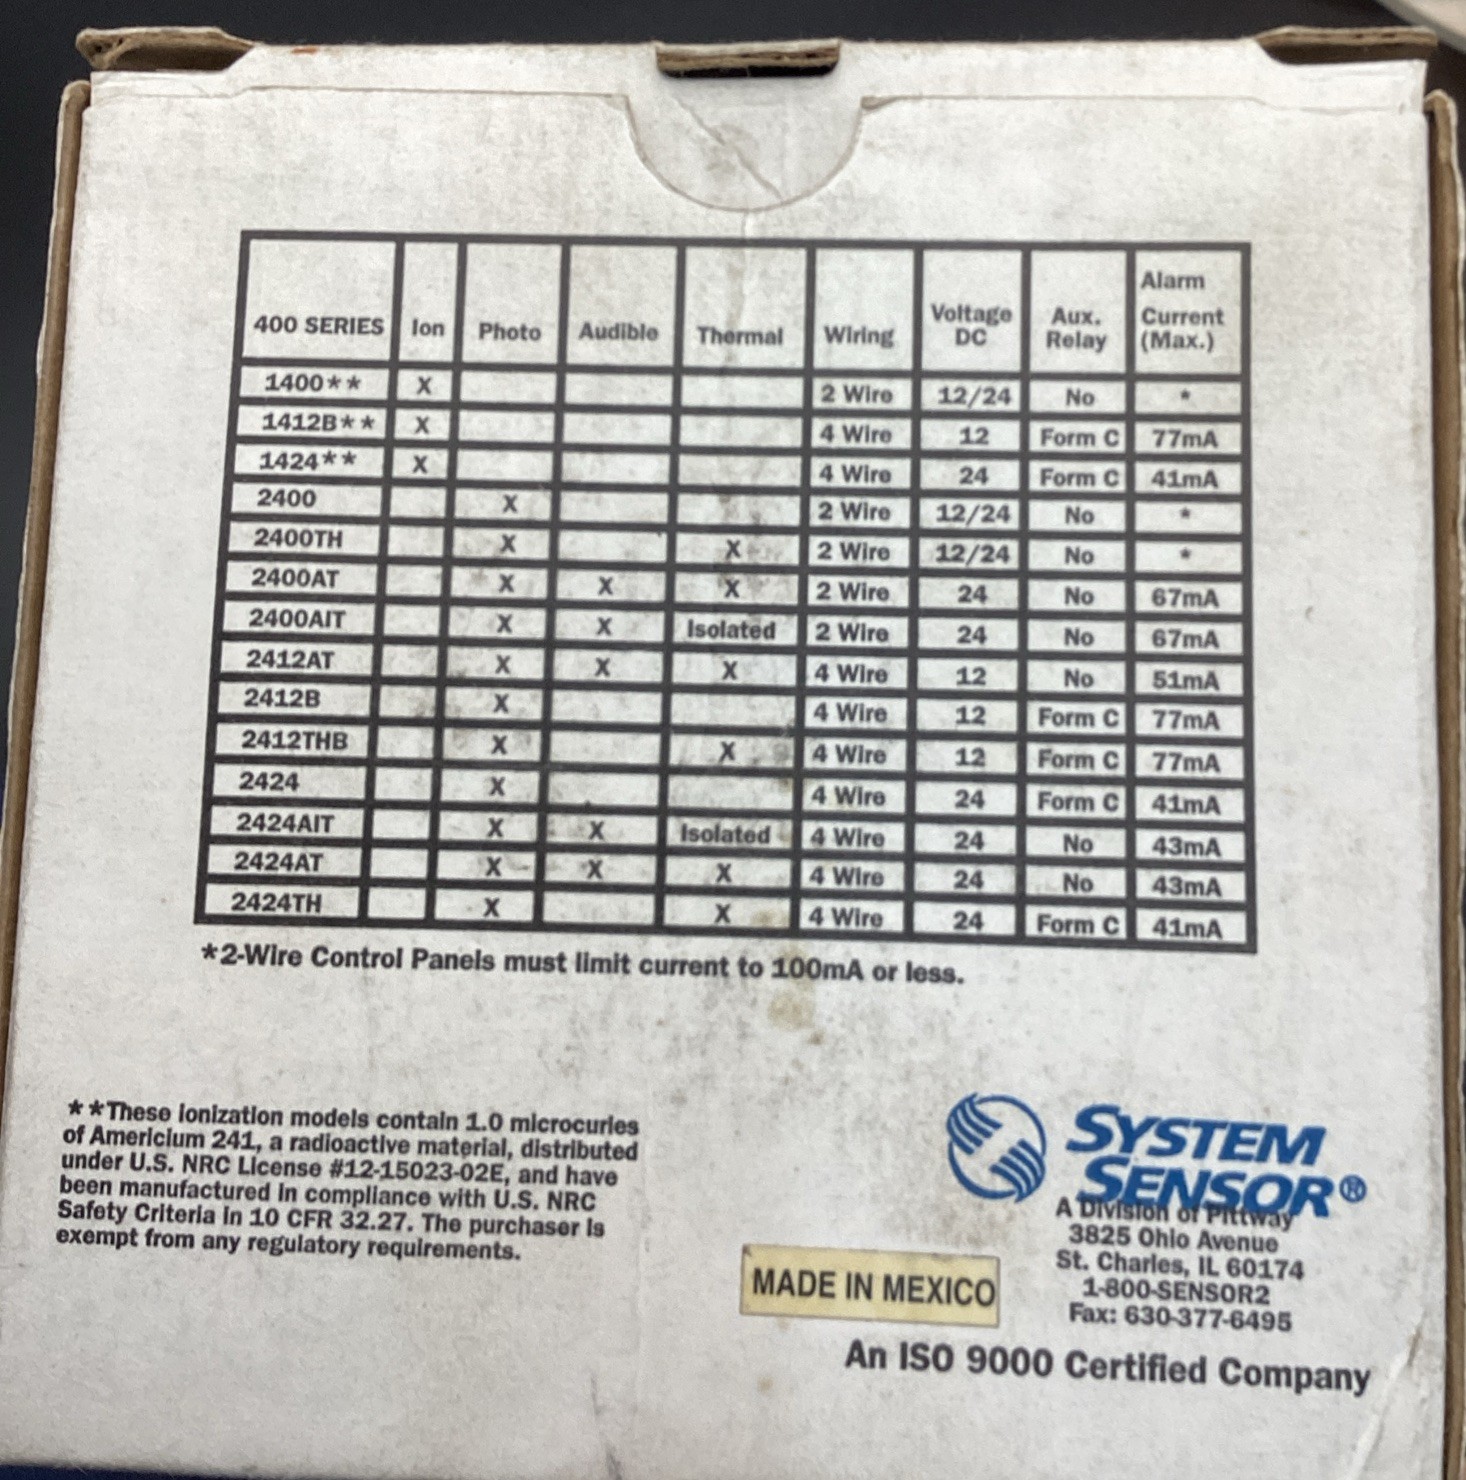 400 SERIES Ion Photo Audible Thermal Wiring Voltage DC Aux. Relay Alarm Current (Max.)
1400** X 2 Wire 12/24 No *
1412B** X 4 Wire 12 Form C 77mA
1424** X 4 Wire 24 Form C 41mA
2400 X 2 Wire 12/24 No *
2400TH X X 2 Wire 12/24 No *
2400AT X X X 2 Wire 24 No 67mA
2400AIT X X Isolated 2 Wire 24 No 67mA
2412AT X X X 4 Wire 12 No 51mA
2412B X 4 Wire 12 Form C 77mA
2412THB X X 4 Wire 12 Form C 77mA
2424 X 4 Wire 24 Form C 41mA
2424AIT X X Isolated 4 Wire 24 No 43mA
2424AT X X X 4 Wire 24 No 43mA
2424TH X X 4 Wire 24 Form C 41mA
*2-Wire Control Panels must limit current to 100mA or less.
**These ionization models contain 1.0 microcuries
of Americium 241, a radioactive material, distributed
under U.S. NRC License #12-15023-02E, and have
been manufactured in compliance with U.S. NRC
Safety Criteria in 10 CFR 32.27. The purchaser is
exempt from any regulatory requirements.
SYSTEM
SENSOR®
A Division of Pittway
3825 Ohio Avenue
St. Charles, IL 60174
1-800-SENSOR2
Fax: 630-377-6495
MADE IN MEXICO
An ISO 9000 Certified Company